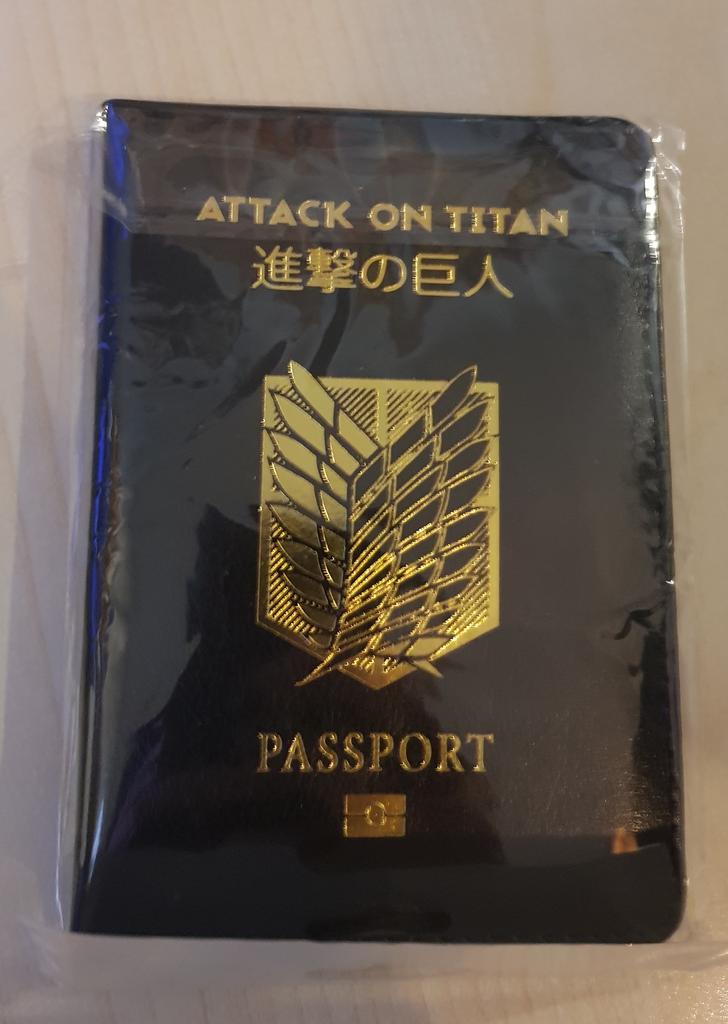 ATTACK ON TITAN
進撃の巨人
PASSPORT